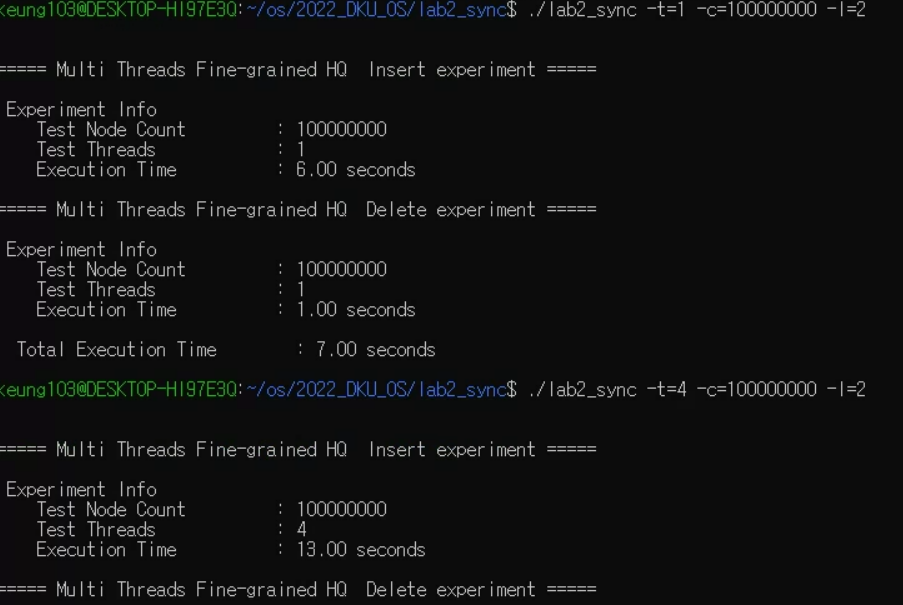 keung103@DESKTOP-HI97E3Q:~/os/2022_DKU_OS/lab2_sync$ ./lab2_sync -t=1 -c=100000000 -l=2
===== Multi Threads Fine-grained HQ  Insert experiment =====
Experiment Info
Test Node Count : 100000000
Test Threads : 1
Execution Time : 6.00 seconds
===== Multi Threads Fine-grained HQ  Delete experiment =====
Experiment Info
Test Node Count : 100000000
Test Threads : 1
Execution Time : 1.00 seconds
Total Execution Time : 7.00 seconds
keung103@DESKTOP-HI97E3Q:~/os/2022_DKU_OS/lab2_sync$ ./lab2_sync -t=4 -c=100000000 -l=2
===== Multi Threads Fine-grained HQ  Insert experiment =====
Experiment Info
Test Node Count : 100000000
Test Threads : 4
Execution Time : 13.00 seconds
===== Multi Threads Fine-grained HQ  Delete experiment =====